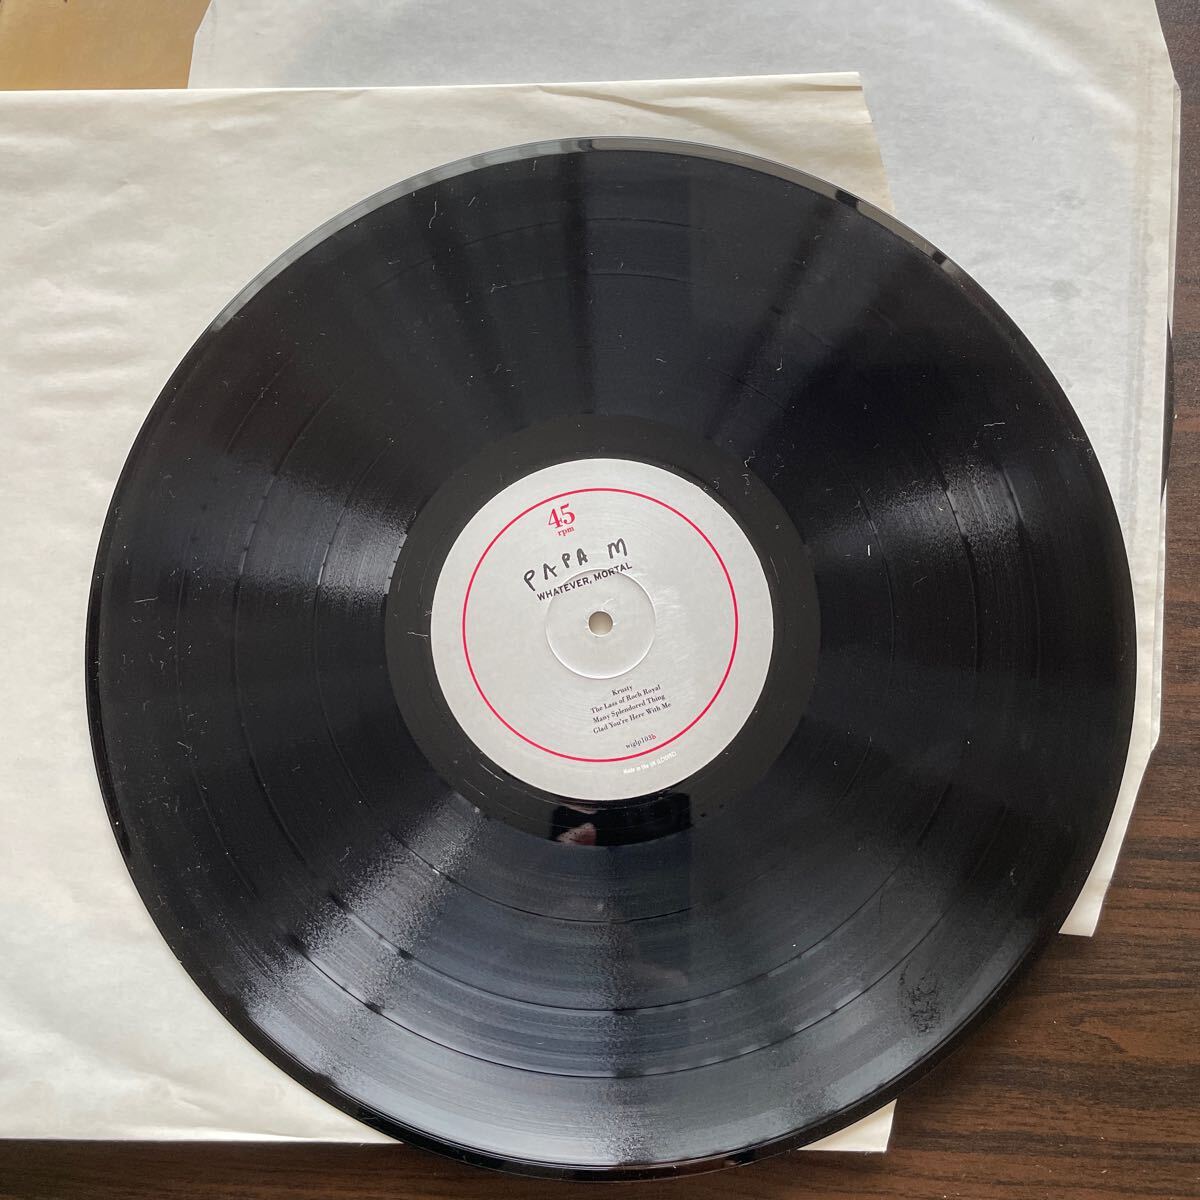 45
rpm
PAPA M
WHATEVER, MORTAL
Krusty
The Lass of Roch Royal
Many Splendored Thing
Glad You're Here With Me
wiglp103b
Made in the UK